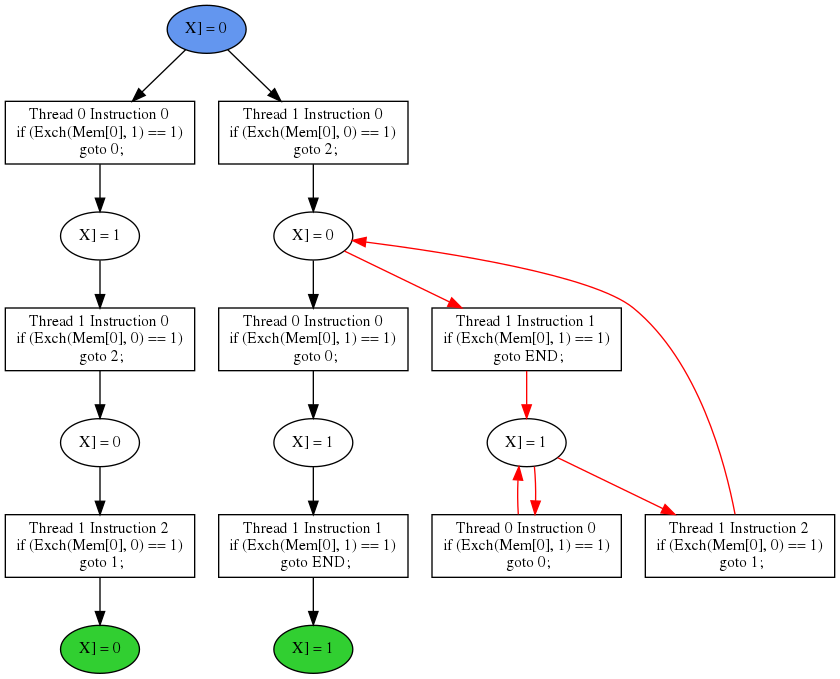 X] = 0
Thread 0 Instruction 0
if (Exch(Mem[0], 1) == 1)
goto 0;
Thread 1 Instruction 0
if (Exch(Mem[0], 0) == 1)
goto 2;
X] = 1
X] = 0
Thread 1 Instruction 0
if (Exch(Mem[0], 0) == 1)
goto 2;
Thread 0 Instruction 0
if (Exch(Mem[0], 1) == 1)
goto 0;
Thread 1 Instruction 1
if (Exch(Mem[0], 1) == 1)
goto END;
X] = 0
X] = 1
X] = 1
Thread 1 Instruction 2
if (Exch(Mem[0], 0) == 1)
goto 1;
Thread 1 Instruction 1
if (Exch(Mem[0], 1) == 1)
goto END;
Thread 0 Instruction 0
if (Exch(Mem[0], 1) == 1)
goto 0;
Thread 1 Instruction 2
if (Exch(Mem[0], 0) == 1)
goto 1;
X] = 0
X] = 1